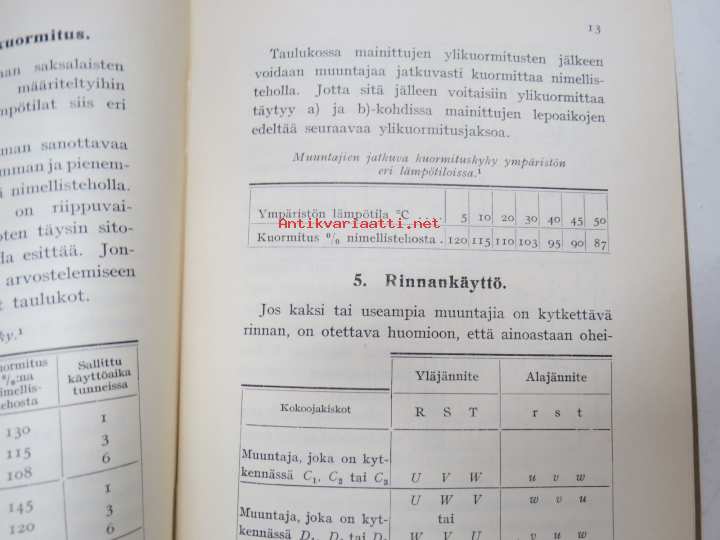 kuormitus.
saksalaisten
määriteltyihin
siis eri
man sanottavaa
ja pienem-
nimellisteholla.
on riippuvai-
täysin sito-
esittää. Jon-
arvostelemiseen
taulukot.
%:na
Sallittu
käyttöaika
tunneissa
130 1
115 3
108 6
145 1
120 3
6
13
Taulukossa mainittujen ylikuormitusten jälkeen
voidaan muuntajaa jatkuvasti kuormittaa nimellis-
teholla. Jotta sitä jälleen voitaisiin ylikuormittaa
täytyy a) ja b)-kohdissa mainittujen lepoaikojen
edeltää seuraavaa ylikuormitusjaksoa.
Muuntajien jatkuva kuormituskyky ympäristön
eri lämpötiloissa.¹
Ympäristön lämpötila °C . . . 5 10 20 30 40 45 50
Antikvariaatti.net
Kuormitus % nimellistehosta . 120 115 110 103 95 90 87
5. Rinnankäyttö.
Jos kaksi tai useampia muuntajia on kytkettävä
rinnan, on otettava huomioon, että ainoastaan ohei-
Yläjännite Alajännite
Kokoojakiskot R S T r s t
Muuntaja, joka on kyt-
kennässä C₁, C₂ tai C₃ U V W u v w
U W V w v u
Muuntaja, joka on kyt- tai
kennässä D₁, D₂ tai D₃ W V U v u w